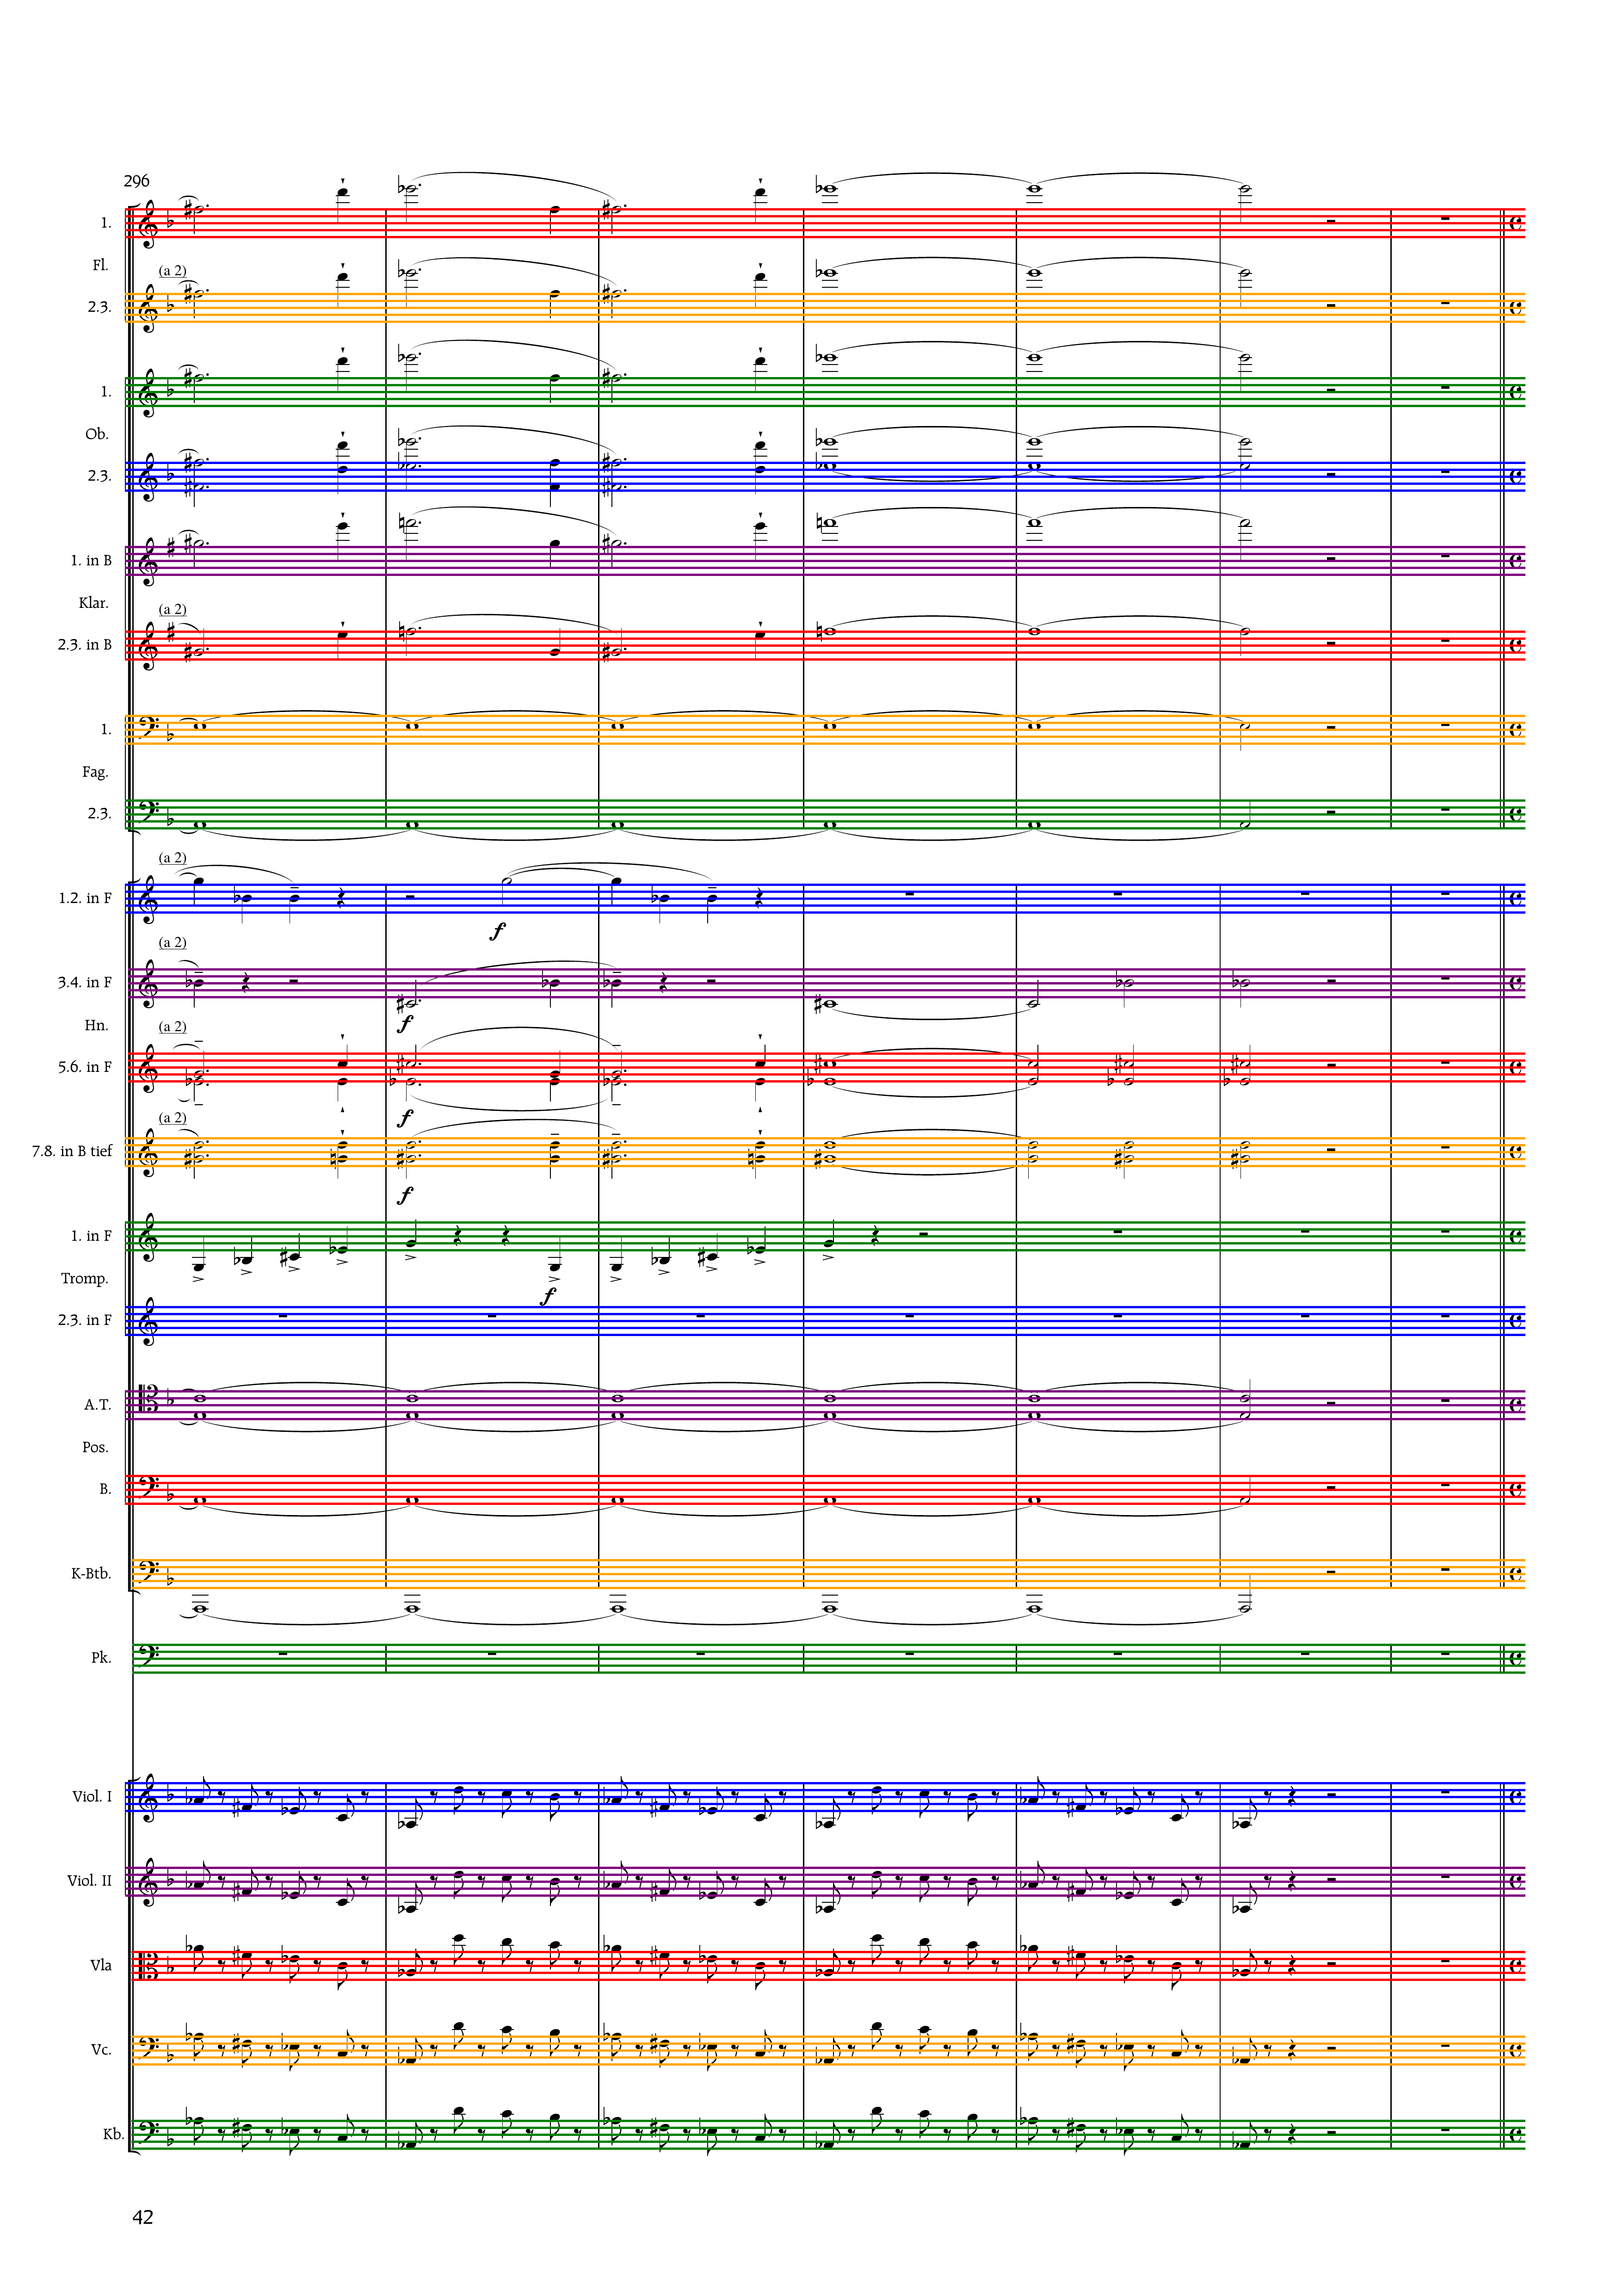 296
1.
Fl.
(a 2)
2.3.
1.
Ob.
2.3.
1. in B
Klar.
(a 2)
2.3. in B
1.
Fag.
2.3.
(a 2)
1.2. in F
f
(a 2)
3.4. in F
f
Hn.
(a 2)
5.6. in F
f
(a 2)
7.8. in B tief
f
1. in F
Tromp.
f
2.3. in F
A.T.
Pos.
B.
K-Btb.
Pk.
Viol. I
Viol. II
Vla
Vc.
Kb.
42